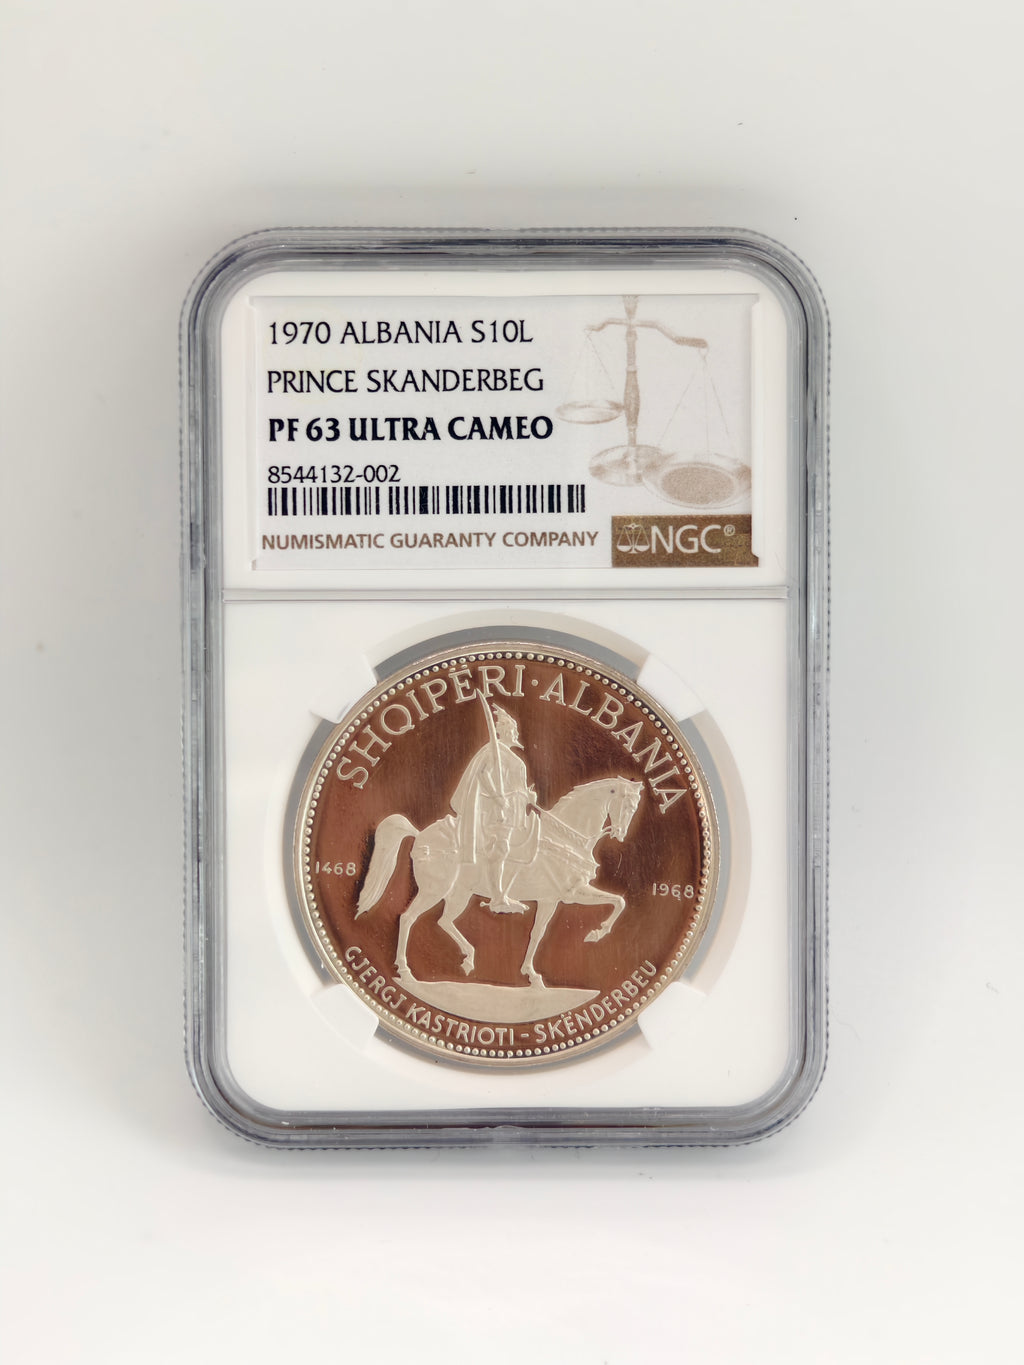 1970 ALBANIA S10L
PRINCE SKANDERBEG
PF 63 ULTRA CAMEO
8544132-002
NUMISMATIC GUARANTY COMPANY
NGC®
SHQIPËRI · ALBANIA
1468
1968
GJERGJ KASTRIOTI - SKËNDERBEU